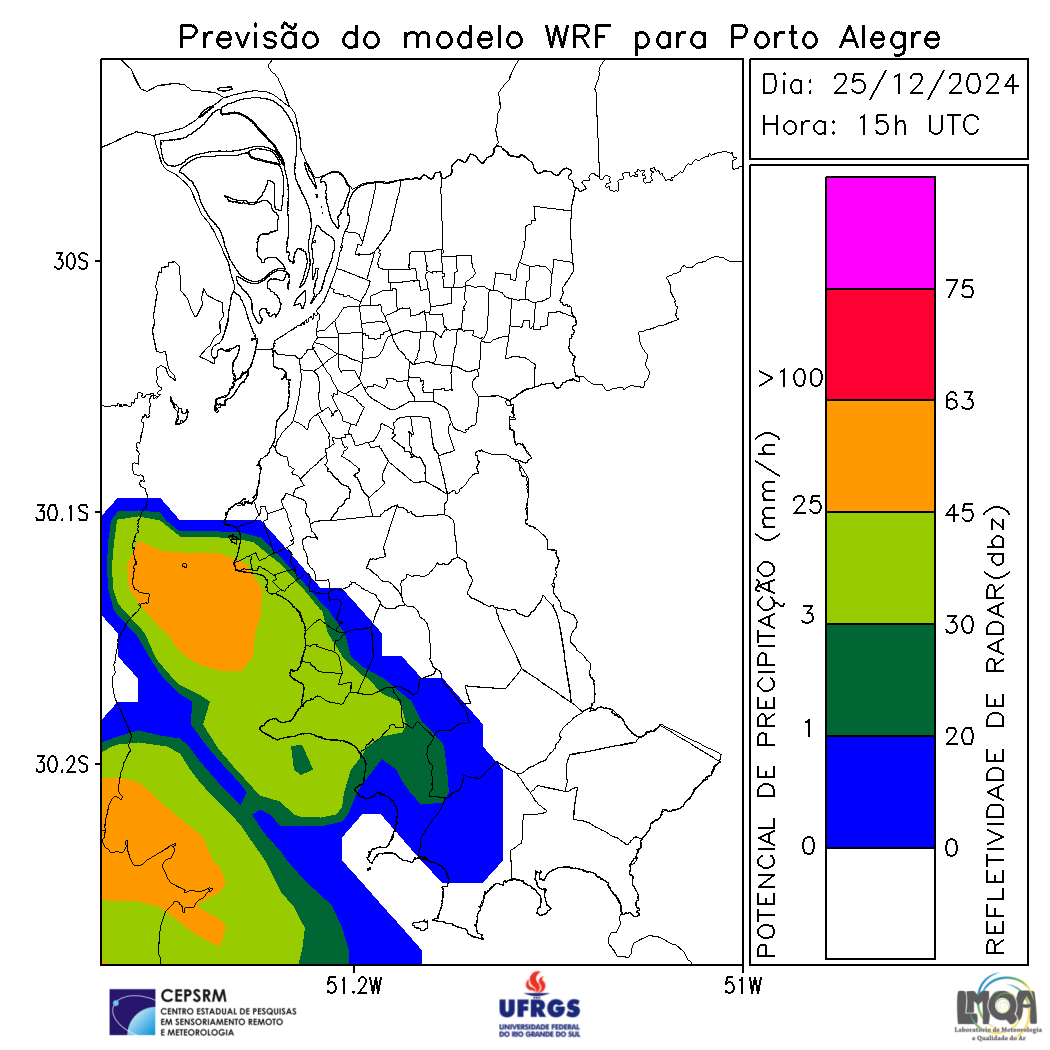 Previsão do modelo WRF para Porto Alegre
Dia: 25/12/2024
Hora: 15h UTC
30S
30.1S
30.2S
51.2W
51W
POTENCIAL DE PRECIPITAÇÃO (mm/h)
>100
25
3
1
0
75
63
45
30
20
0
REFLETIVIDADE DE RADAR(dbz)
CEPSRM
CENTRO ESTADUAL DE PESQUISAS
EM SENSORIAMENTO REMOTO
E METEOROLOGIA
UFRGS
UNIVERSIDADE FEDERAL
DO RIO GRANDE DO SUL
LMQA
Laboratório de Meteorologia
e Qualidade do Ar